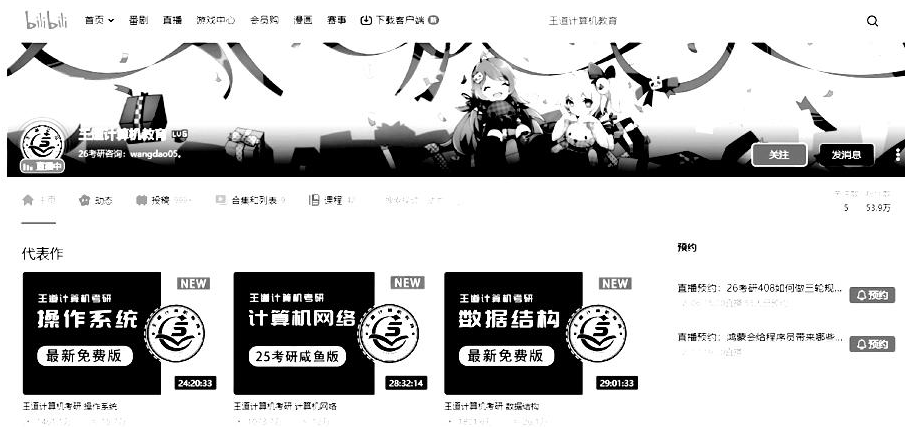 bilibili 首页 番剧 直播 游戏中心 会员购 漫画 赛事 下载客户端 王道计算机教育
王道计算机教育 LV6
26考研咨询：wangdao05。
直播中
关注 发消息
主页 动态 投稿 999+ 合集和列表 9 课程
5 53.9万
代表作
预约
NEW
王道计算机考研
操作系统
最新免费版
24:20:33
王道计算机考研 操作系统
NEW
王道计算机考研
计算机网络
25考研咸鱼版
28:32:14
王道计算机考研 计算机网络
NEW
王道计算机考研
数据结构
最新免费版
29:01:33
王道计算机考研 数据结构
直播预约：26考研408如何做三轮规...
预约
直播预约：鸿蒙会给程序员带来哪些...
预约